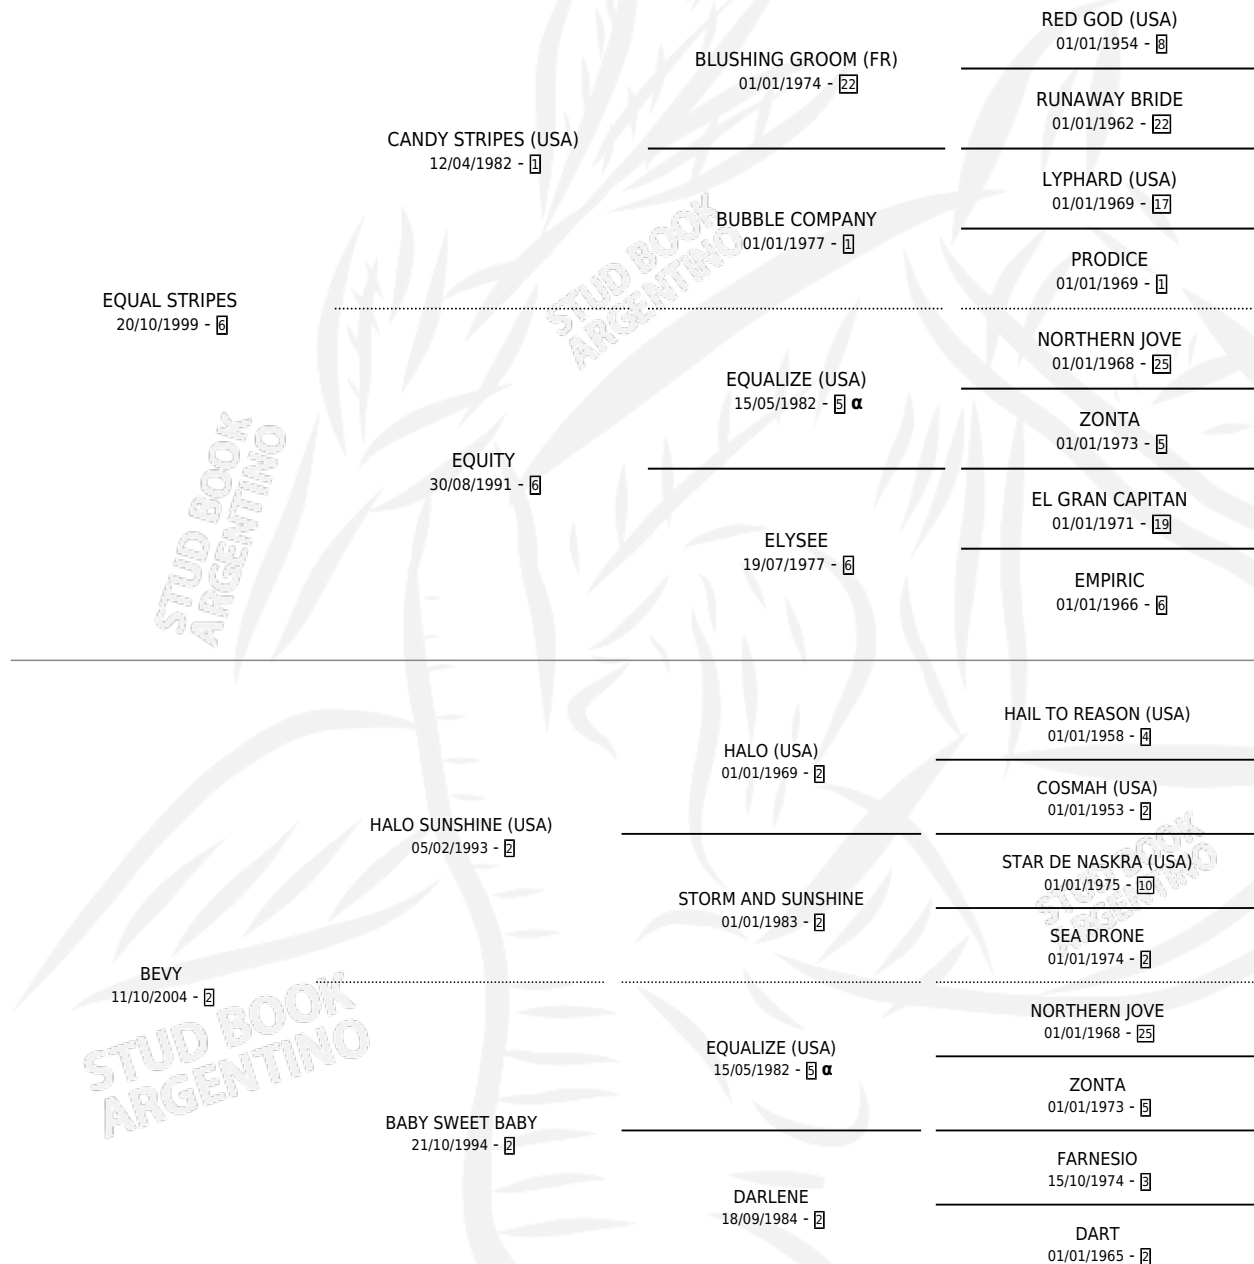 RED GOD (USA)
01/01/1954 - 8
BLUSHING GROOM (FR)
01/01/1974 - 22
RUNAWAY BRIDE
01/01/1962 - 22
CANDY STRIPES (USA)
12/04/1982 - 1
LYPHARD (USA)
01/01/1969 - 17
BUBBLE COMPANY
01/01/1977 - 1
PRODICE
01/01/1969 - 1
STUD BOOK
ARGENTINO
EQUAL STRIPES
20/10/1999 - 6
NORTHERN JOVE
01/01/1968 - 25
EQUALIZE (USA)
15/05/1982 - 5 α
ZONTA
01/01/1973 - 5
EQUITY
30/08/1991 - 6
EL GRAN CAPITAN
01/01/1971 - 19
ELYSEE
19/07/1977 - 6
EMPIRIC
01/01/1966 - 6
STUD BOOK
ARGENTINO
HAIL TO REASON (USA)
01/01/1958 - 4
HALO (USA)
01/01/1969 - 2
COSMAH (USA)
01/01/1953 - 2
HALO SUNSHINE (USA)
05/02/1993 - 2
STAR DE NASKRA (USA)
01/01/1975 - 10
STORM AND SUNSHINE
01/01/1983 - 2
SEA DRONE
01/01/1974 - 2
STUD BOOK
ARGENTINO
BEVY
11/10/2004 - 2
NORTHERN JOVE
01/01/1968 - 25
EQUALIZE (USA)
15/05/1982 - 5 α
ZONTA
01/01/1973 - 5
STUD BOOK
ARGENTINO
BABY SWEET BABY
21/10/1994 - 2
FARNESIO
15/10/1974 - 3
DARLENE
18/09/1984 - 2
DART
01/01/1965 - 2